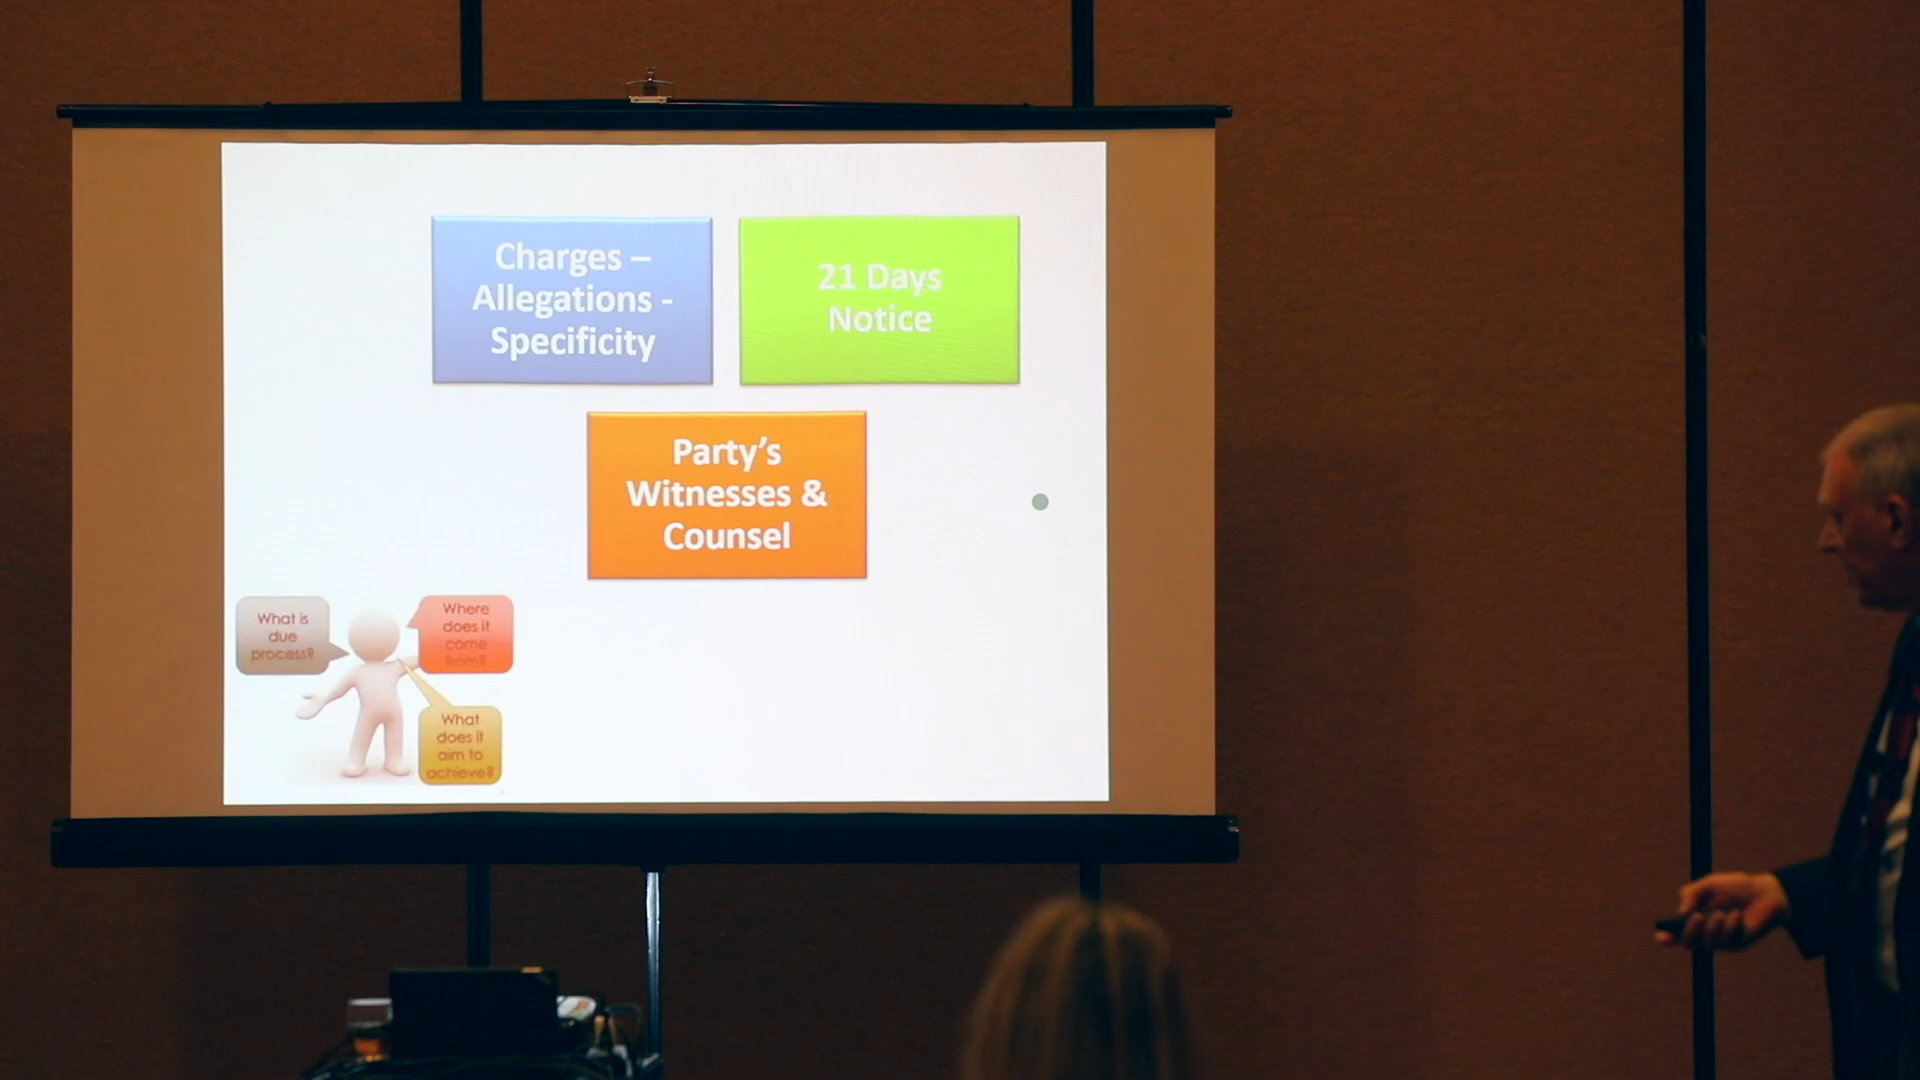 Charges –
Allegations -
Specificity
21 Days
Notice
Party's
Witnesses &
Counsel
What is
due
process?
Where
does it
come
from?
What
does it
aim to
achieve?